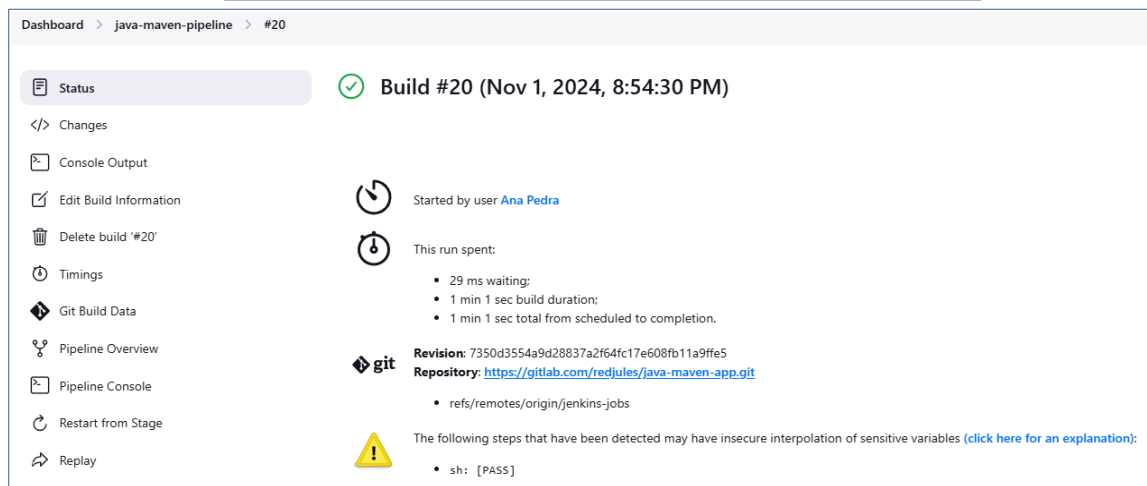 Dashboard > java-maven-pipeline > #20
Status
Changes
Console Output
Edit Build Information
Delete build ‘#20’
Timings
Git Build Data
Pipeline Overview
Pipeline Console
Restart from Stage
Replay
Build #20 (Nov 1, 2024, 8:54:30 PM)
Started by user Ana Pedra
This run spent:
• 29 ms waiting;
• 1 min 1 sec build duration;
• 1 min 1 sec total from scheduled to completion.
git
Revision: 7350d3554a9d28837a2f64fc17e608fb11a9ffe5
Repository: https://gitlab.com/redjules/java-maven-app.git
• refs/remotes/origin/jenkins-jobs
The following steps that have been detected may have insecure interpolation of sensitive variables (click here for an explanation):
• sh: [PASS]